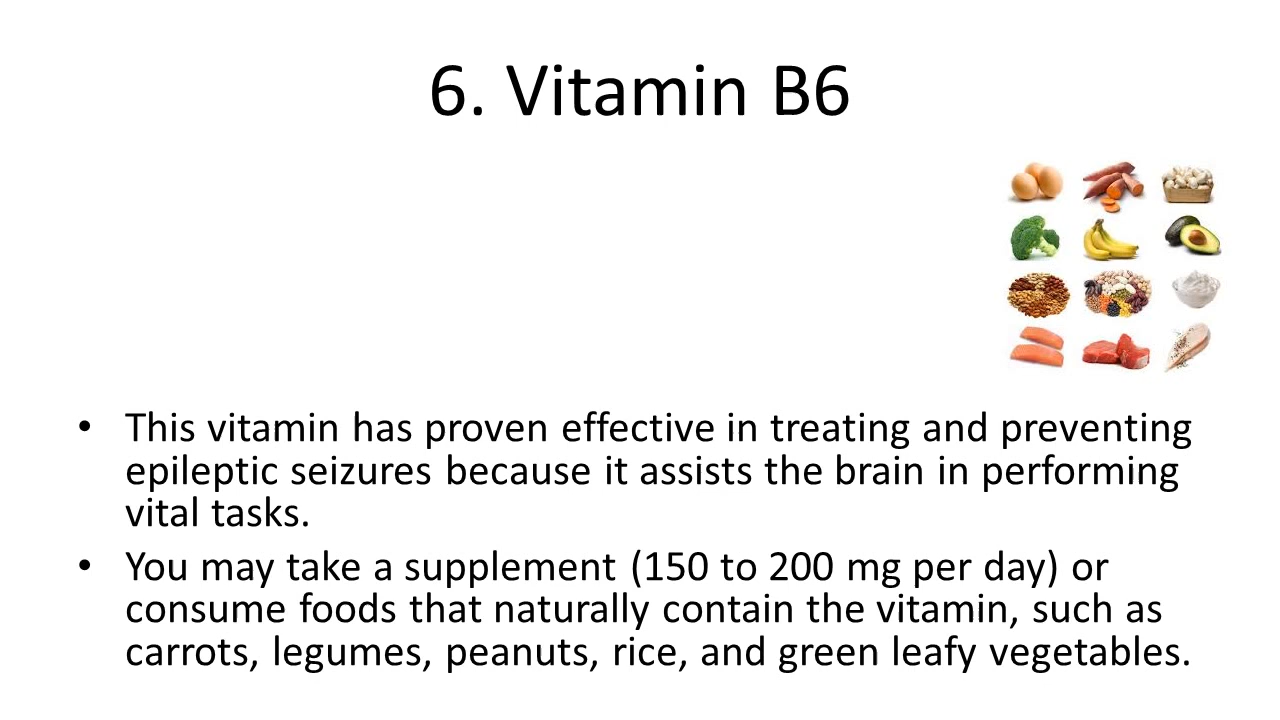 6. Vitamin B6
• This vitamin has proven effective in treating and preventing
epileptic seizures because it assists the brain in performing
vital tasks.
• You may take a supplement (150 to 200 mg per day) or
consume foods that naturally contain the vitamin, such as
carrots, legumes, peanuts, rice, and green leafy vegetables.